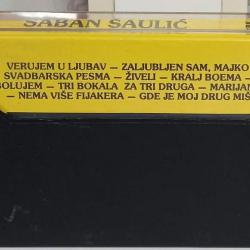 ŠABAN ŠAULIĆ
VERUJEM U LJUBAV – ZALJUBLJEN SAM, MAJKO
SVADBARSKA PESMA – ŽIVELI – KRALJ BOEMA –
BOLUJEM – TRI BOKALA ZA TRI DRUGA – MARIJAN
– NEMA VIŠE FIJAKERA – GDE JE MOJ DRUG MIŠ